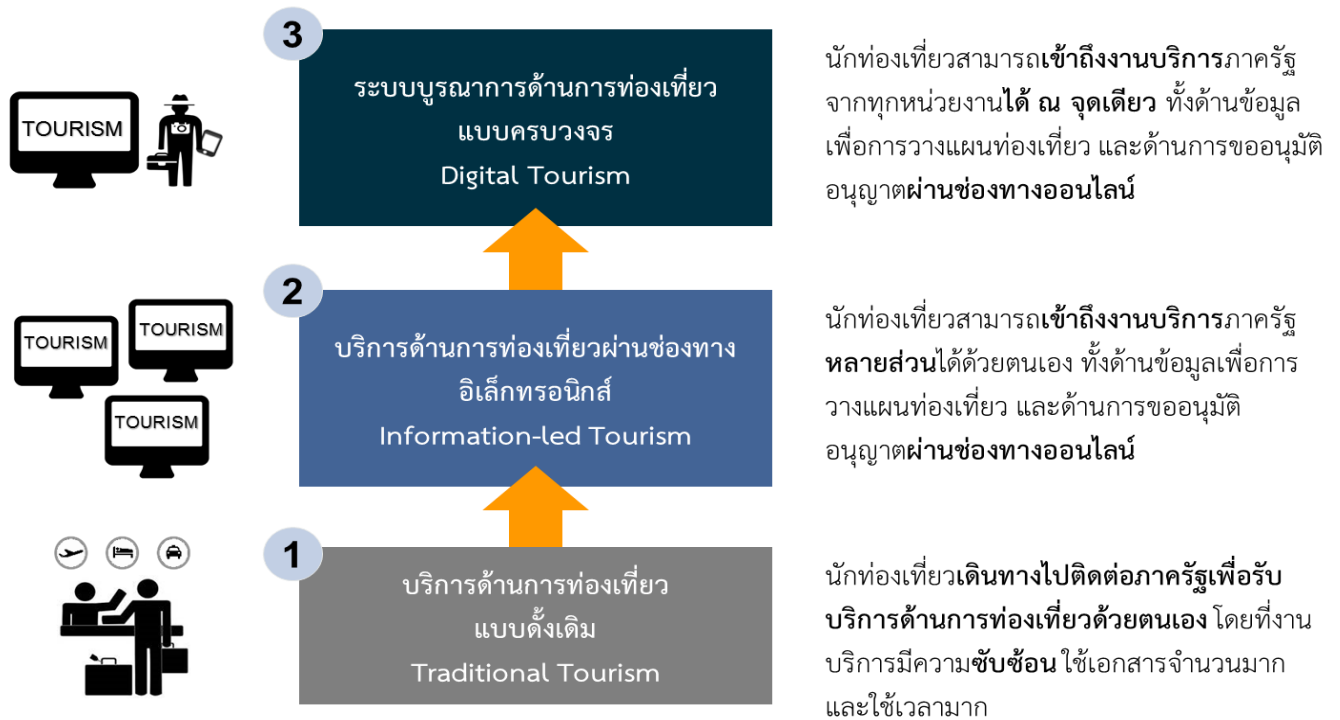 3
ระบบบูรณาการด้านการท่องเที่ยว
แบบครบวงจร
Digital Tourism
TOURISM
นักท่องเที่ยวสามารถเข้าถึงงานบริการภาครัฐ
จากทุกหน่วยงานได้ ณ จุดเดียว ทั้งด้านข้อมูล
เพื่อการวางแผนท่องเที่ยว และด้านการขออนุมัติ
อนุญาตผ่านช่องทางออนไลน์
2
บริการด้านการท่องเที่ยวผ่านช่องทาง
อิเล็กทรอนิกส์
Information-led Tourism
TOURISM
TOURISM
TOURISM
นักท่องเที่ยวสามารถเข้าถึงงานบริการภาครัฐ
หลายส่วนได้ด้วยตนเอง ทั้งด้านข้อมูลเพื่อการ
วางแผนท่องเที่ยว และด้านการขออนุมัติ
อนุญาตผ่านช่องทางออนไลน์
1
บริการด้านการท่องเที่ยว
แบบดั้งเดิม
Traditional Tourism
นักท่องเที่ยวเดินทางไปติดต่อภาครัฐเพื่อรับ
บริการด้านการท่องเที่ยวด้วยตนเอง โดยที่งาน
บริการมีความซับซ้อน ใช้เอกสารจำนวนมาก
และใช้เวลามาก